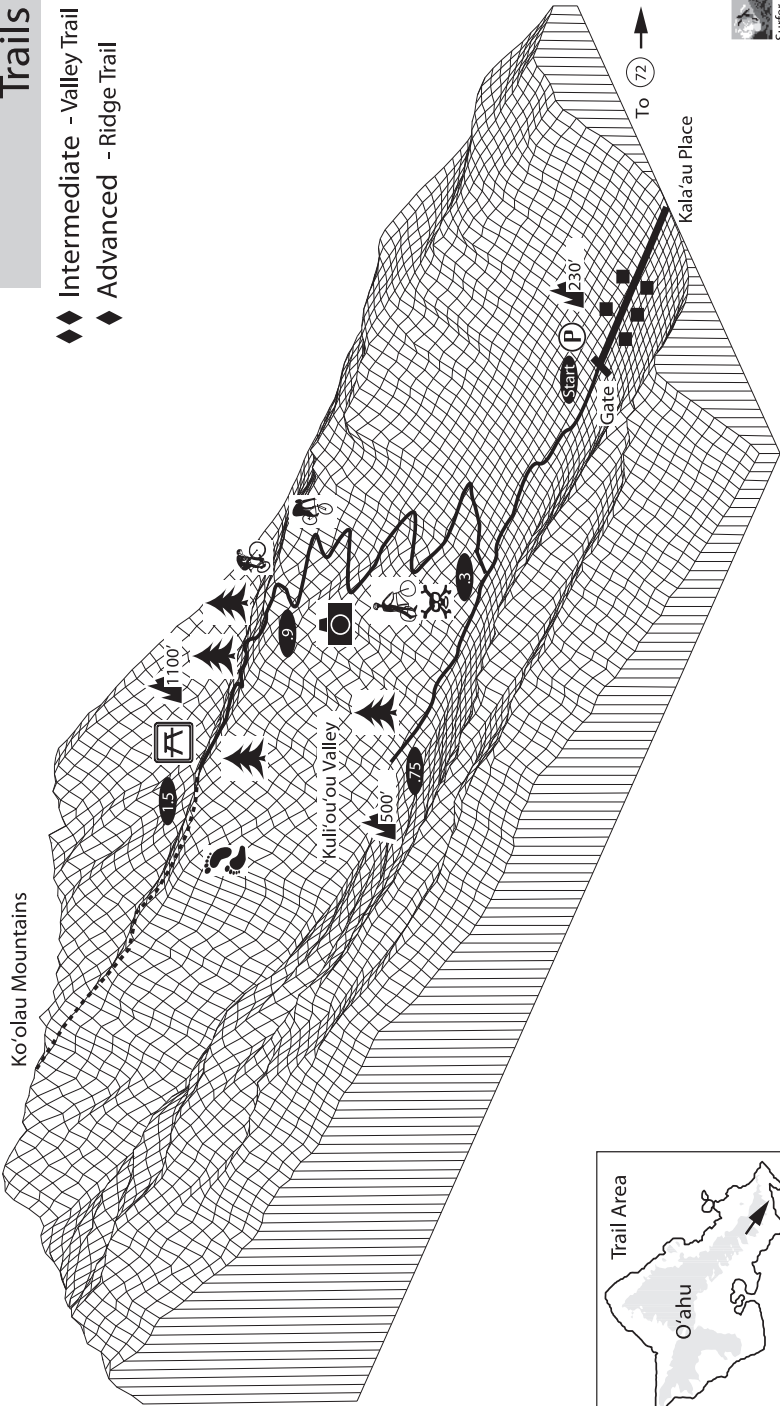 Trails
Intermediate - Valley Trail
Advanced - Ridge Trail
Ko‘olau Mountains
1.5
1100’
.9
Kuli‘ou‘ou Valley
500’
.75
.3
Start
P
230’
Gate
Kala‘au Place
To 72
Trail Area
O‘ahu